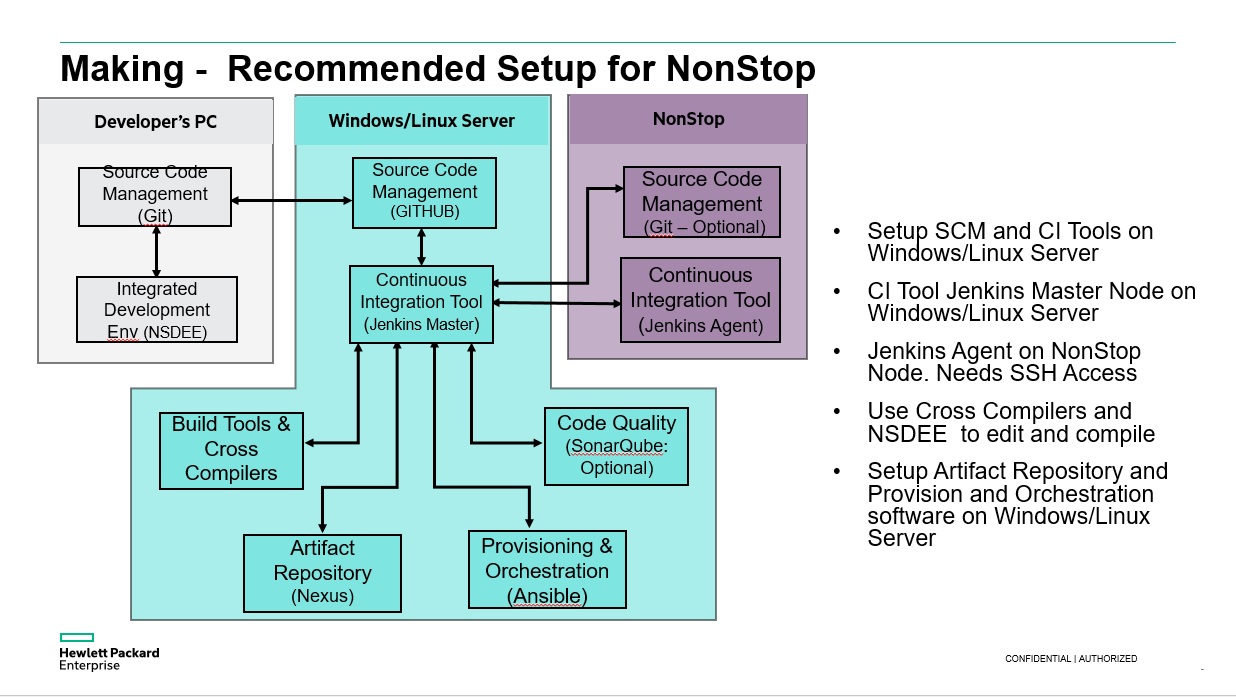 Making -  Recommended Setup for NonStop
Developer's PC
Source Code
Management
(Git)
Integrated
Development
Env (NSDEE)
Windows/Linux Server
Source Code
Management
(GITHUB)
Continuous
Integration Tool
(Jenkins Master)
NonStop
Source Code
Management
(Git – Optional)
Continuous
Integration Tool
(Jenkins Agent)
Build Tools &
Cross
Compilers
Code Quality
(SonarQube:
Optional)
Artifact
Repository
(Nexus)
Provisioning &
Orchestration
(Ansible)
• Setup SCM and CI Tools on
Windows/Linux Server
• CI Tool Jenkins Master Node on
Windows/Linux Server
• Jenkins Agent on NonStop
Node. Needs SSH Access
• Use Cross Compilers and
NSDEE  to edit and compile
• Setup Artifact Repository and
Provision and Orchestration
software on Windows/Linux
Server
Hewlett Packard
Enterprise
CONFIDENTIAL | AUTHORIZED